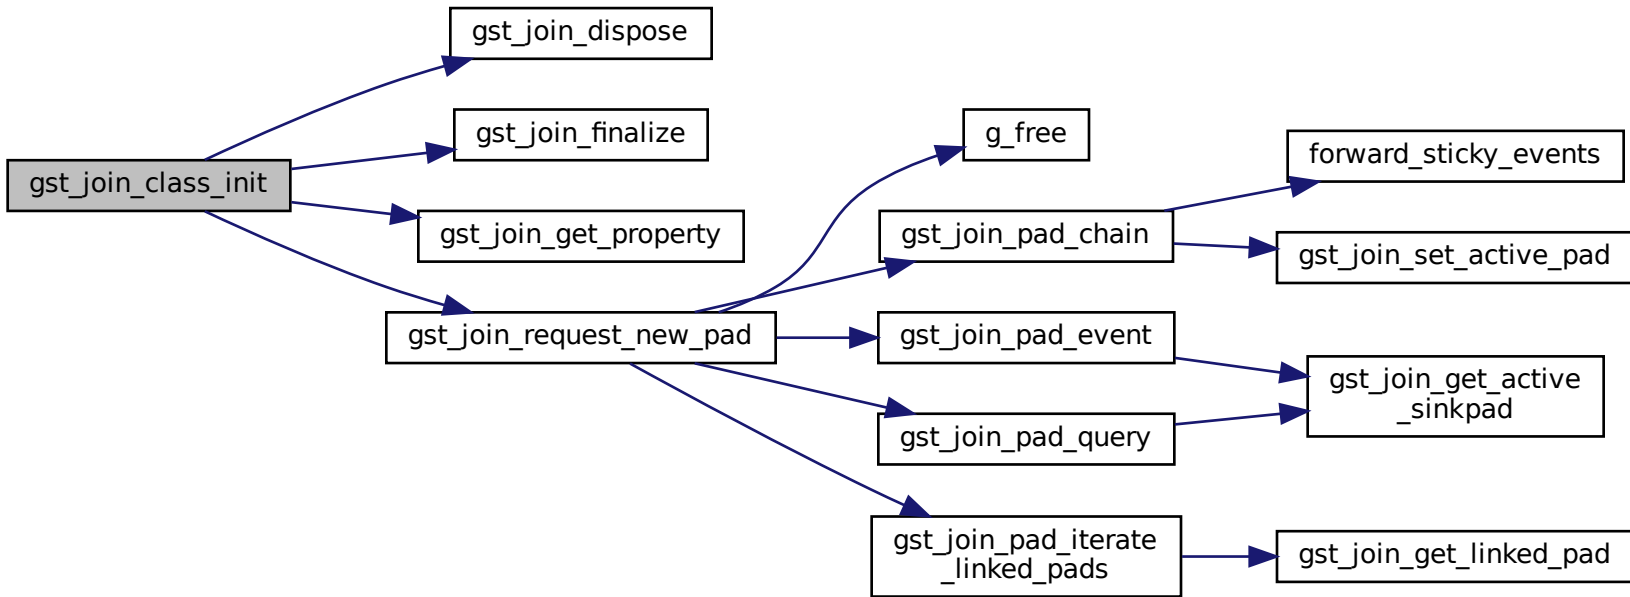 gst_join_class_init
gst_join_dispose
gst_join_finalize
gst_join_get_property
gst_join_request_new_pad
g_free
gst_join_pad_chain
gst_join_pad_event
gst_join_pad_query
gst_join_pad_iterate
_linked_pads
forward_sticky_events
gst_join_set_active_pad
gst_join_get_active
_sinkpad
gst_join_get_linked_pad